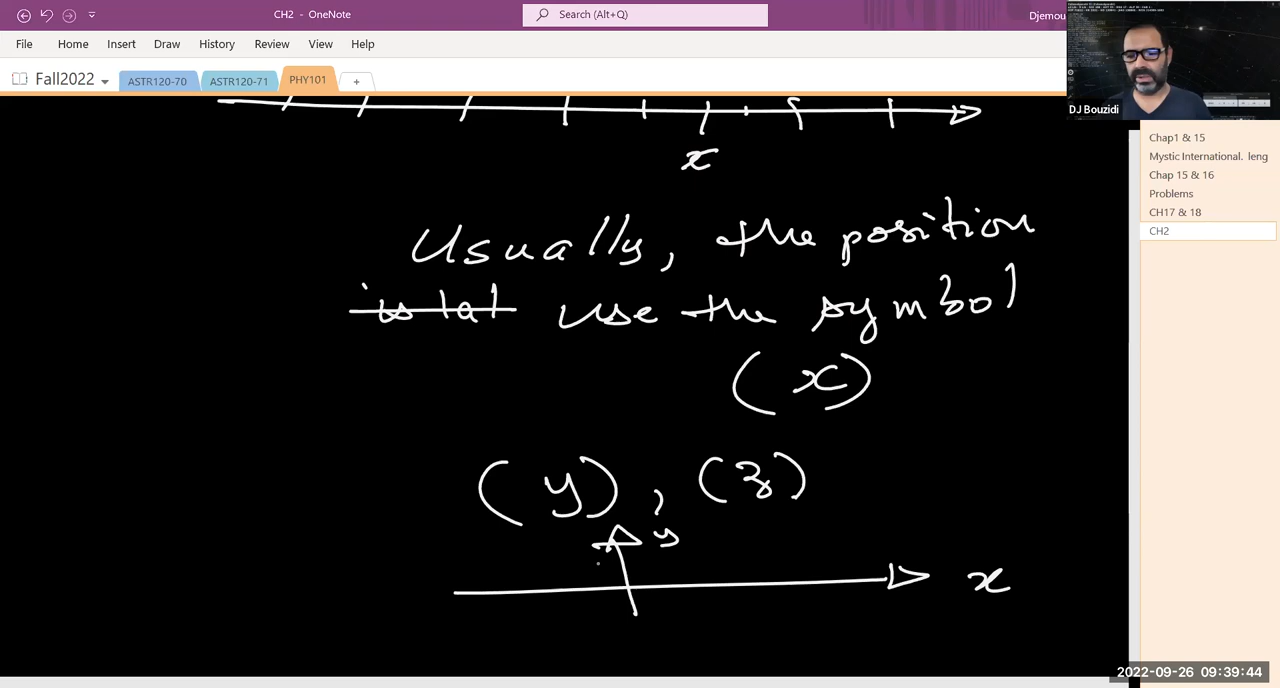 CH2 - OneNote
Search (Alt+Q)
Djemou
File Home Insert Draw History Review View Help
Fall2022 ASTR120-70 ASTR120-71 PHY101 +
DJ Bouzidi
Chap1 & 15
Mystic International. leng
Chap 15 & 16
Problems
CH17 & 18
CH2
x
Usually, the position
is lat use the symbol
(x)
(y), (z)
y
x
2022-09-26 09:39:44